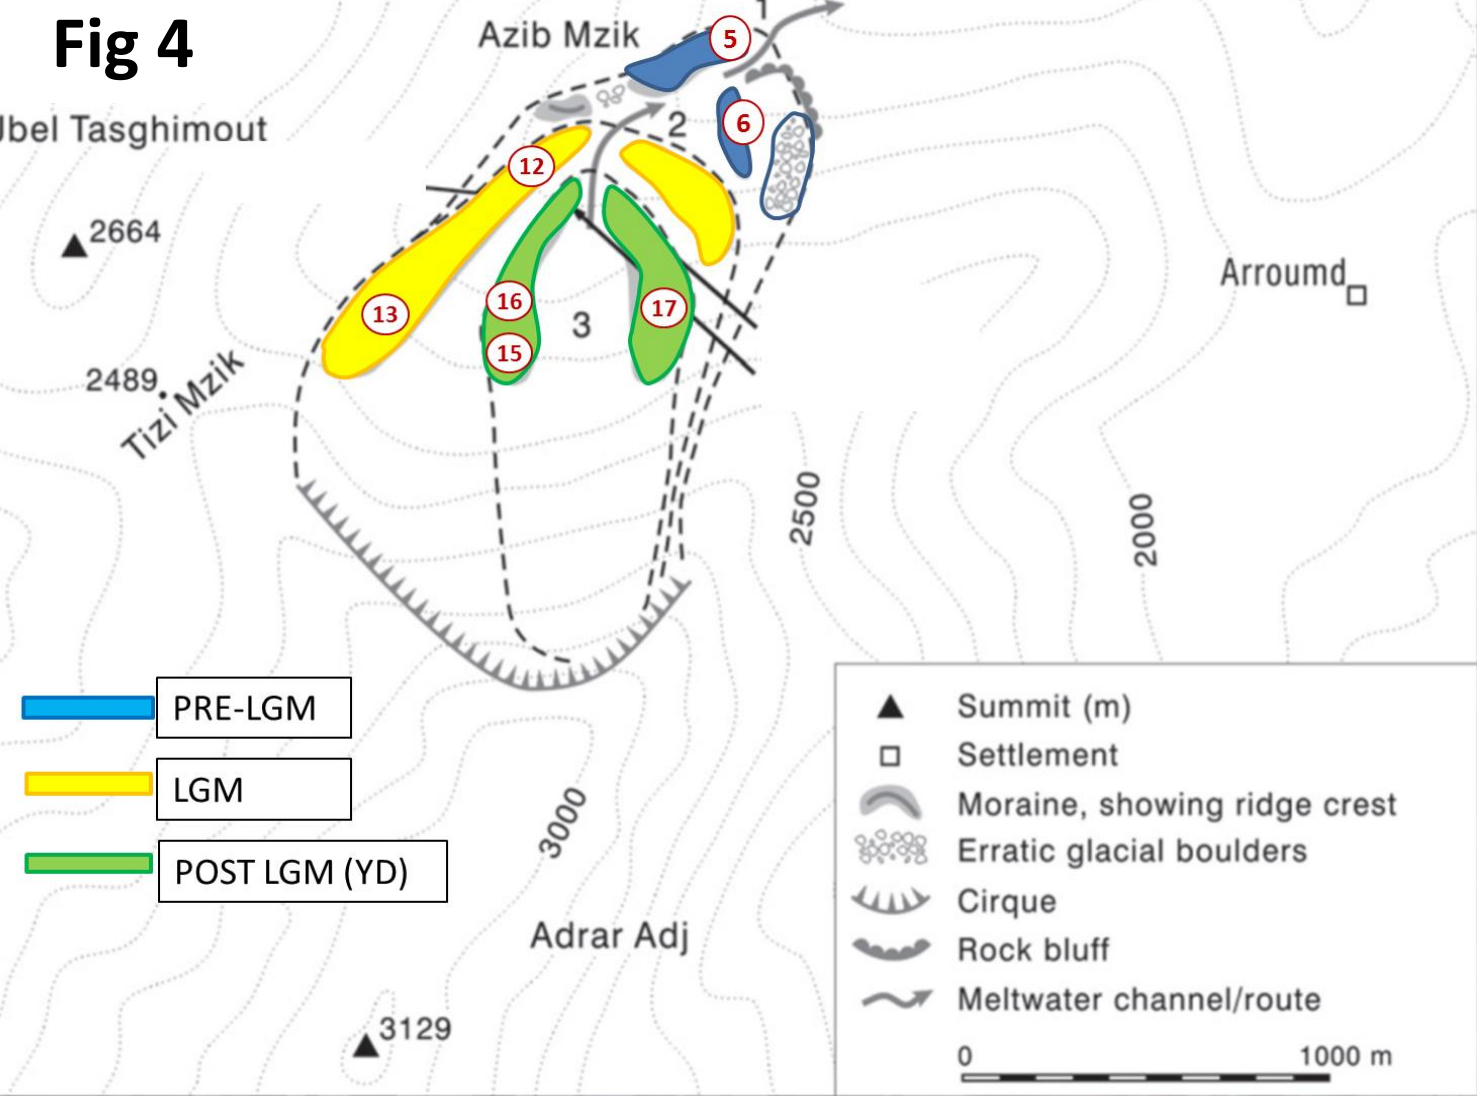 Fig 4
1
Azib Mzik
5
Jbel Tasghimout
2
6
12
2664
Arroumd
13
16
3
17
15
2489
Tizi Mzik
2500
2000
PRE-LGM
Summit (m)
LGM
Settlement
3000
Moraine, showing ridge crest
POST LGM (YD)
Erratic glacial boulders
Cirque
Adrar Adj
Rock bluff
Meltwater channel/route
3129
0 1000 m